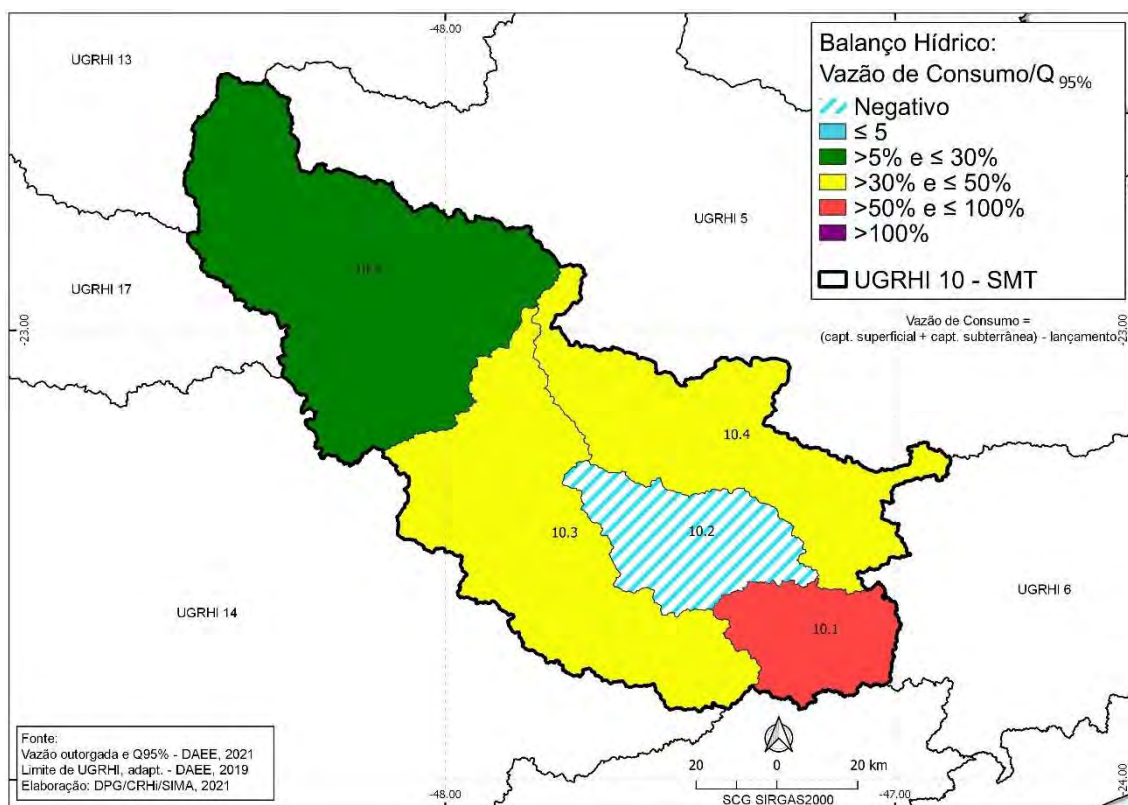 -48.00
UGRHI 13
Balanço Hídrico:
Vazão de Consumo/Q 95%
Negativo
≤ 5
>5% e ≤ 30%
>30% e ≤ 50%
>50% e ≤ 100%
>100%
UGRHI 10 - SMT
UGRHI 5
UGRHI 17
Vazão de Consumo =
(capt. superficial + capt. subterrânea) - lançamento
-23.00
-23.00
10.4
10.3
10.2
UGRHI 14
UGRHI 6
10.1
Fonte:
Vazão outorgada e Q95% - DAEE, 2021
Limite de UGRHI, adapt. - DAEE, 2019
Elaboração: DPG/CRHi/SIMA, 2021
20 0 20 km
-48.00
SCG SIRGAS2000
-47.00
-24.00